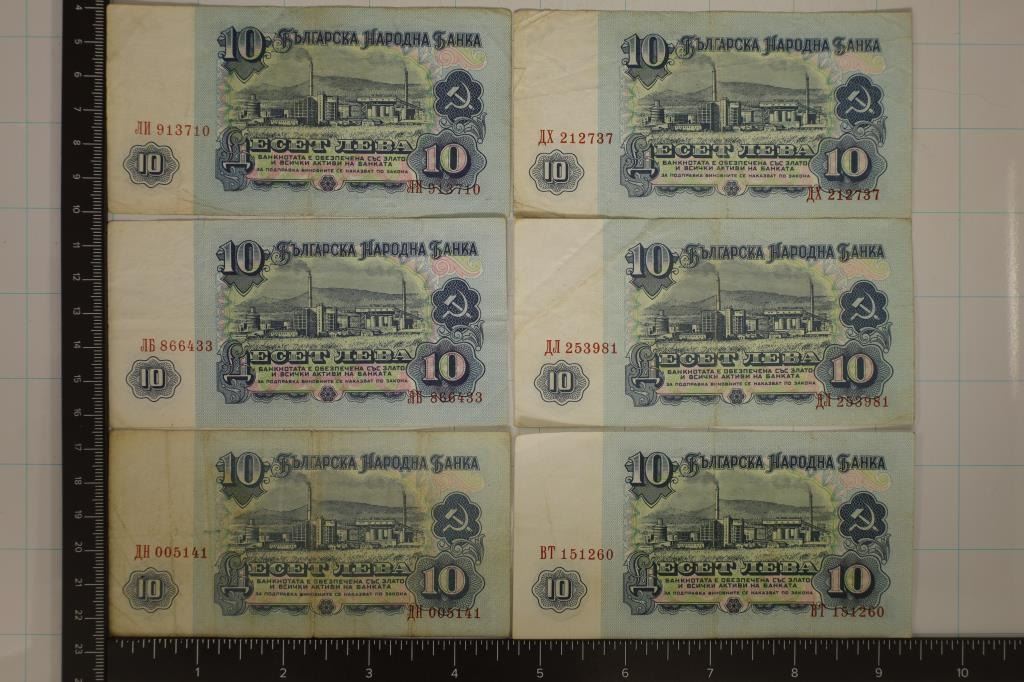 10 Българска Народна Банка
ЛИ 913710
10
Десет Лева 10
БАНКНОТАТА Е ОБЕЗПЕЧЕНА СЪС ЗЛАТО
И ВСИЧКИ АКТИВИ НА БАНКАТА
ЗА ПОДПРАВКА ВИНОВНИТЕ СЕ НАКАЗВАТ ПО ЗАКОНА
ЛИ 913710
10 Българска Народна Банка
ДХ 212737
10
Десет Лева 10
БАНКНОТАТА Е ОБЕЗПЕЧЕНА СЪС ЗЛАТО
И ВСИЧКИ АКТИВИ НА БАНКАТА
ЗА ПОДПРАВКА ВИНОВНИТЕ СЕ НАКАЗВАТ ПО ЗАКОНА
ДХ 212737
10 Българска Народна Банка
ЛБ 866433
10
Десет Лева 10
БАНКНОТАТА Е ОБЕЗПЕЧЕНА СЪС ЗЛАТО
И ВСИЧКИ АКТИВИ НА БАНКАТА
ЗА ПОДПРАВКА ВИНОВНИТЕ СЕ НАКАЗВАТ ПО ЗАКОНА
ЛБ 866433
10 Българска Народна Банка
ДЛ 253981
10
Десет Лева 10
БАНКНОТАТА Е ОБЕЗПЕЧЕНА СЪС ЗЛАТО
И ВСИЧКИ АКТИВИ НА БАНКАТА
ЗА ПОДПРАВКА ВИНОВНИТЕ СЕ НАКАЗВАТ ПО ЗАКОНА
ДЛ 253981
10 Българска Народна Банка
ДН 005141
10
Десет Лева 10
БАНКНОТАТА Е ОБЕЗПЕЧЕНА СЪС ЗЛАТО
И ВСИЧКИ АКТИВИ НА БАНКАТА
ЗА ПОДПРАВКА ВИНОВНИТЕ СЕ НАКАЗВАТ ПО ЗАКОНА
ДН 005141
10 Българска Народна Банка
ВТ 151260
10
Десет Лева 10
БАНКНОТАТА Е ОБЕЗПЕЧЕНА СЪС ЗЛАТО
И ВСИЧКИ АКТИВИ НА БАНКАТА
ЗА ПОДПРАВКА ВИНОВНИТЕ СЕ НАКАЗВАТ ПО ЗАКОНА
ВТ 151260
4
5
6
7
8
9
10
11
12
13
14
15
16
17
18
19
20
21
22
23
1 2 3 4 5 6 7 8 9 10